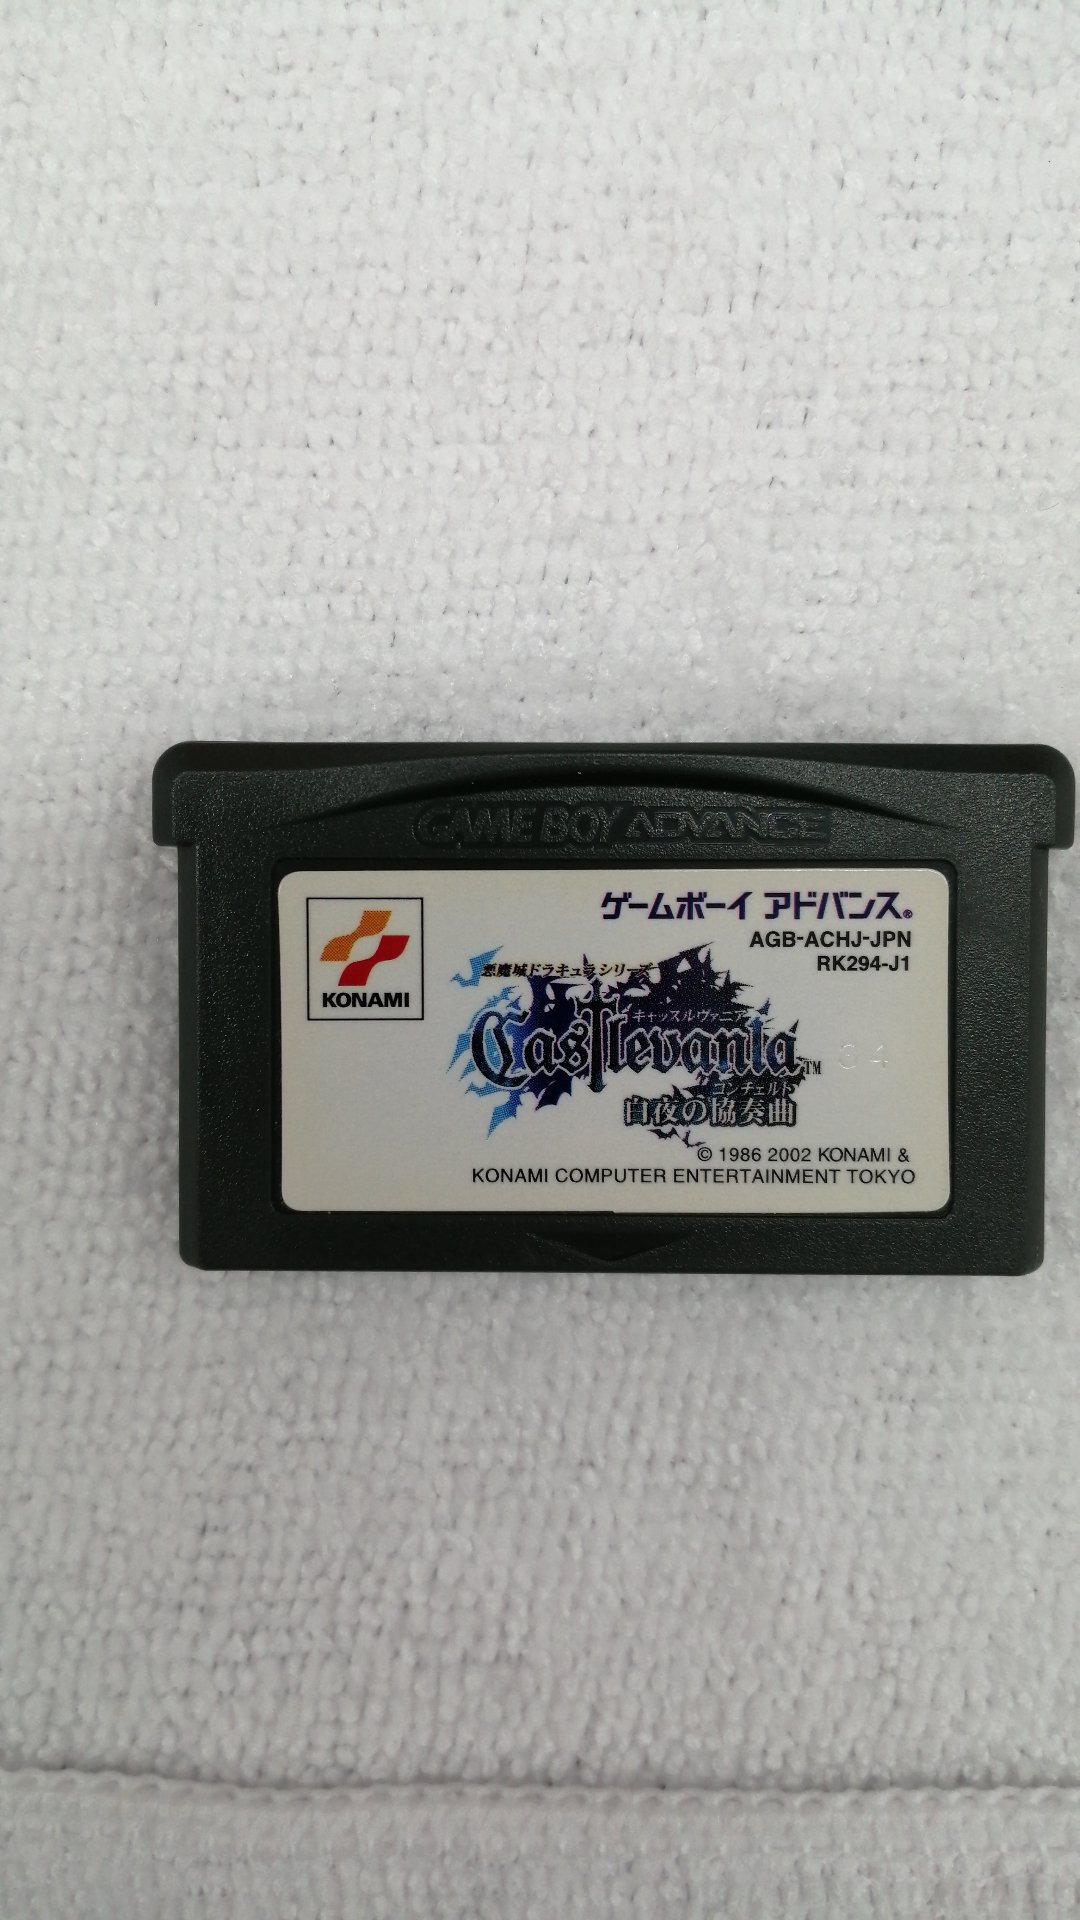 GAME BOY ADVANCE
KONAMI
ゲームボーイ アドバンス®
AGB-ACHJ-JPN
RK294-J1
悪魔城ドラキュラシリーズ
キャッスルヴァニア
Castlevania™
04
コンチェルト
白夜の協奏曲
© 1986 2002 KONAMI &
KONAMI COMPUTER ENTERTAINMENT TOKYO